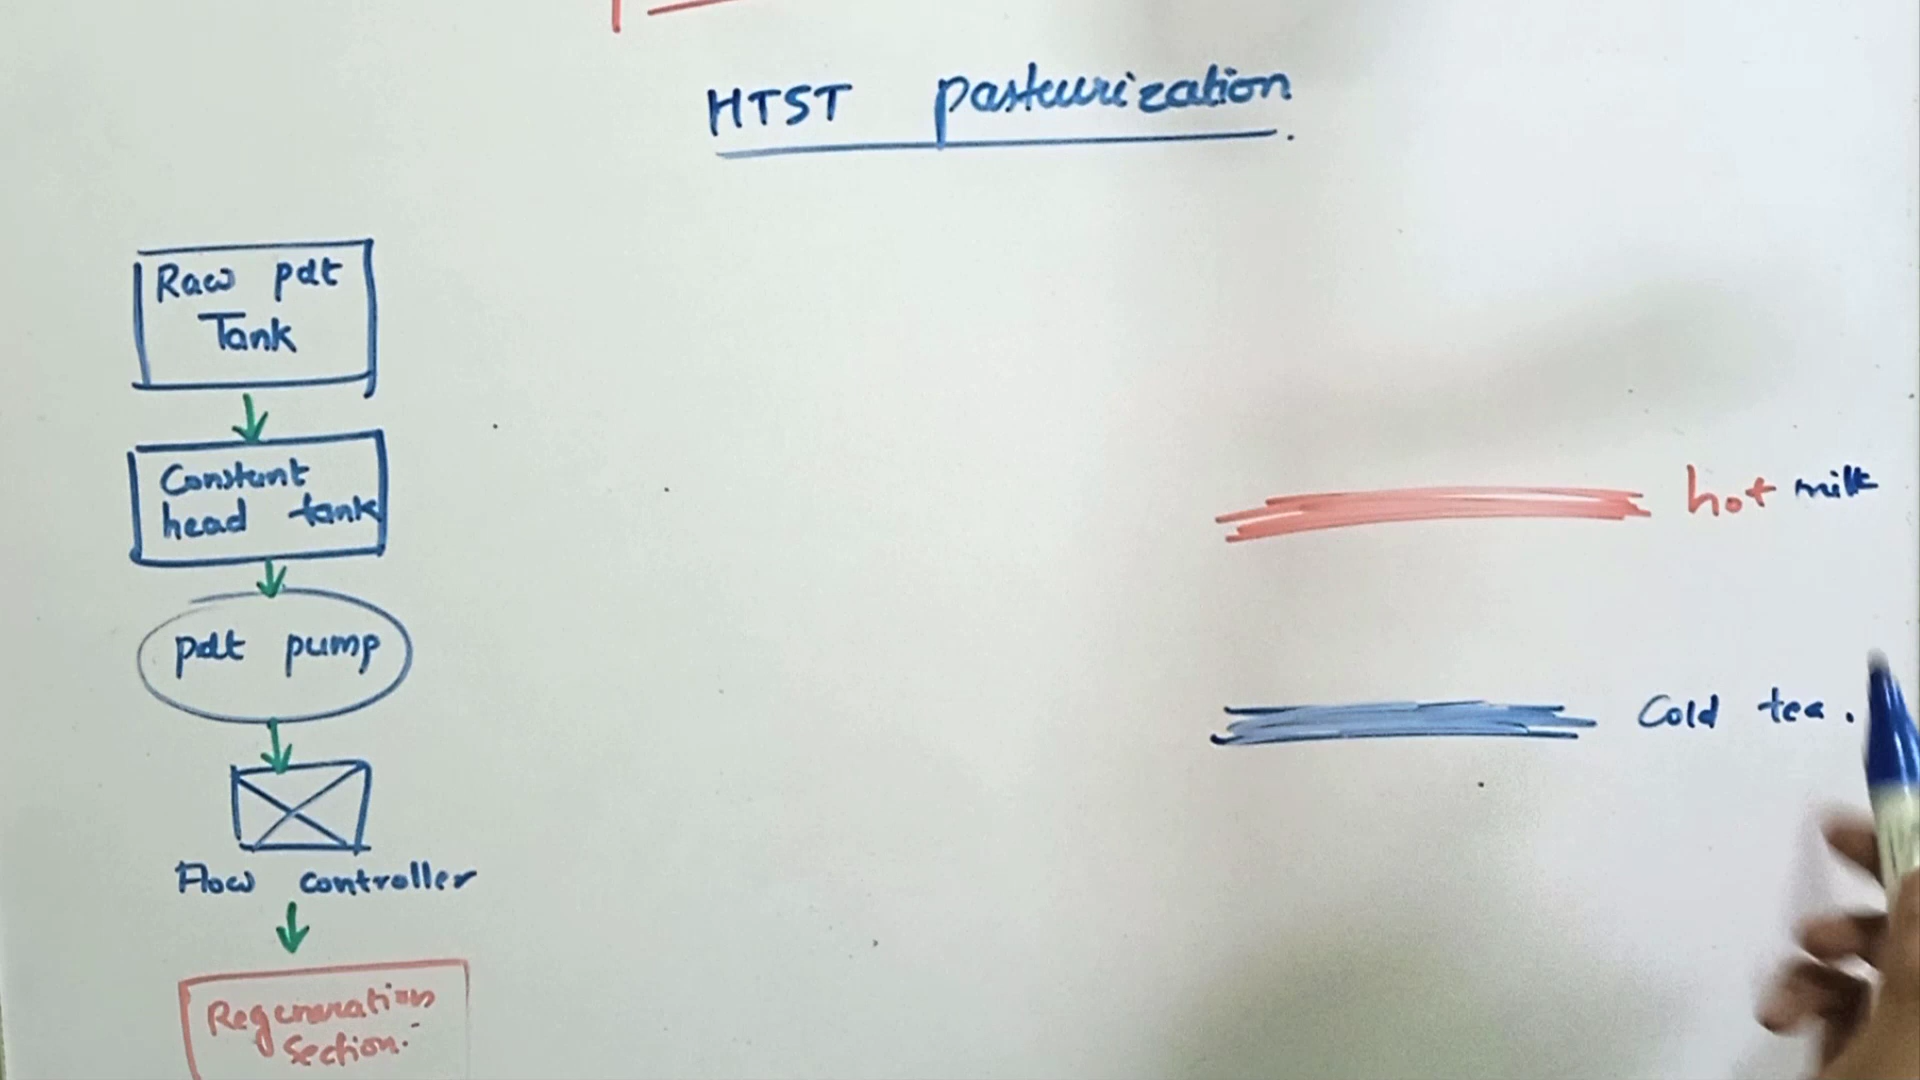 HTST pasteurization.
Raw pdt
Tank
Constant
head tank
pdt pump
Flow controller
Regeneration
Section.
hot milk
Cold tea.